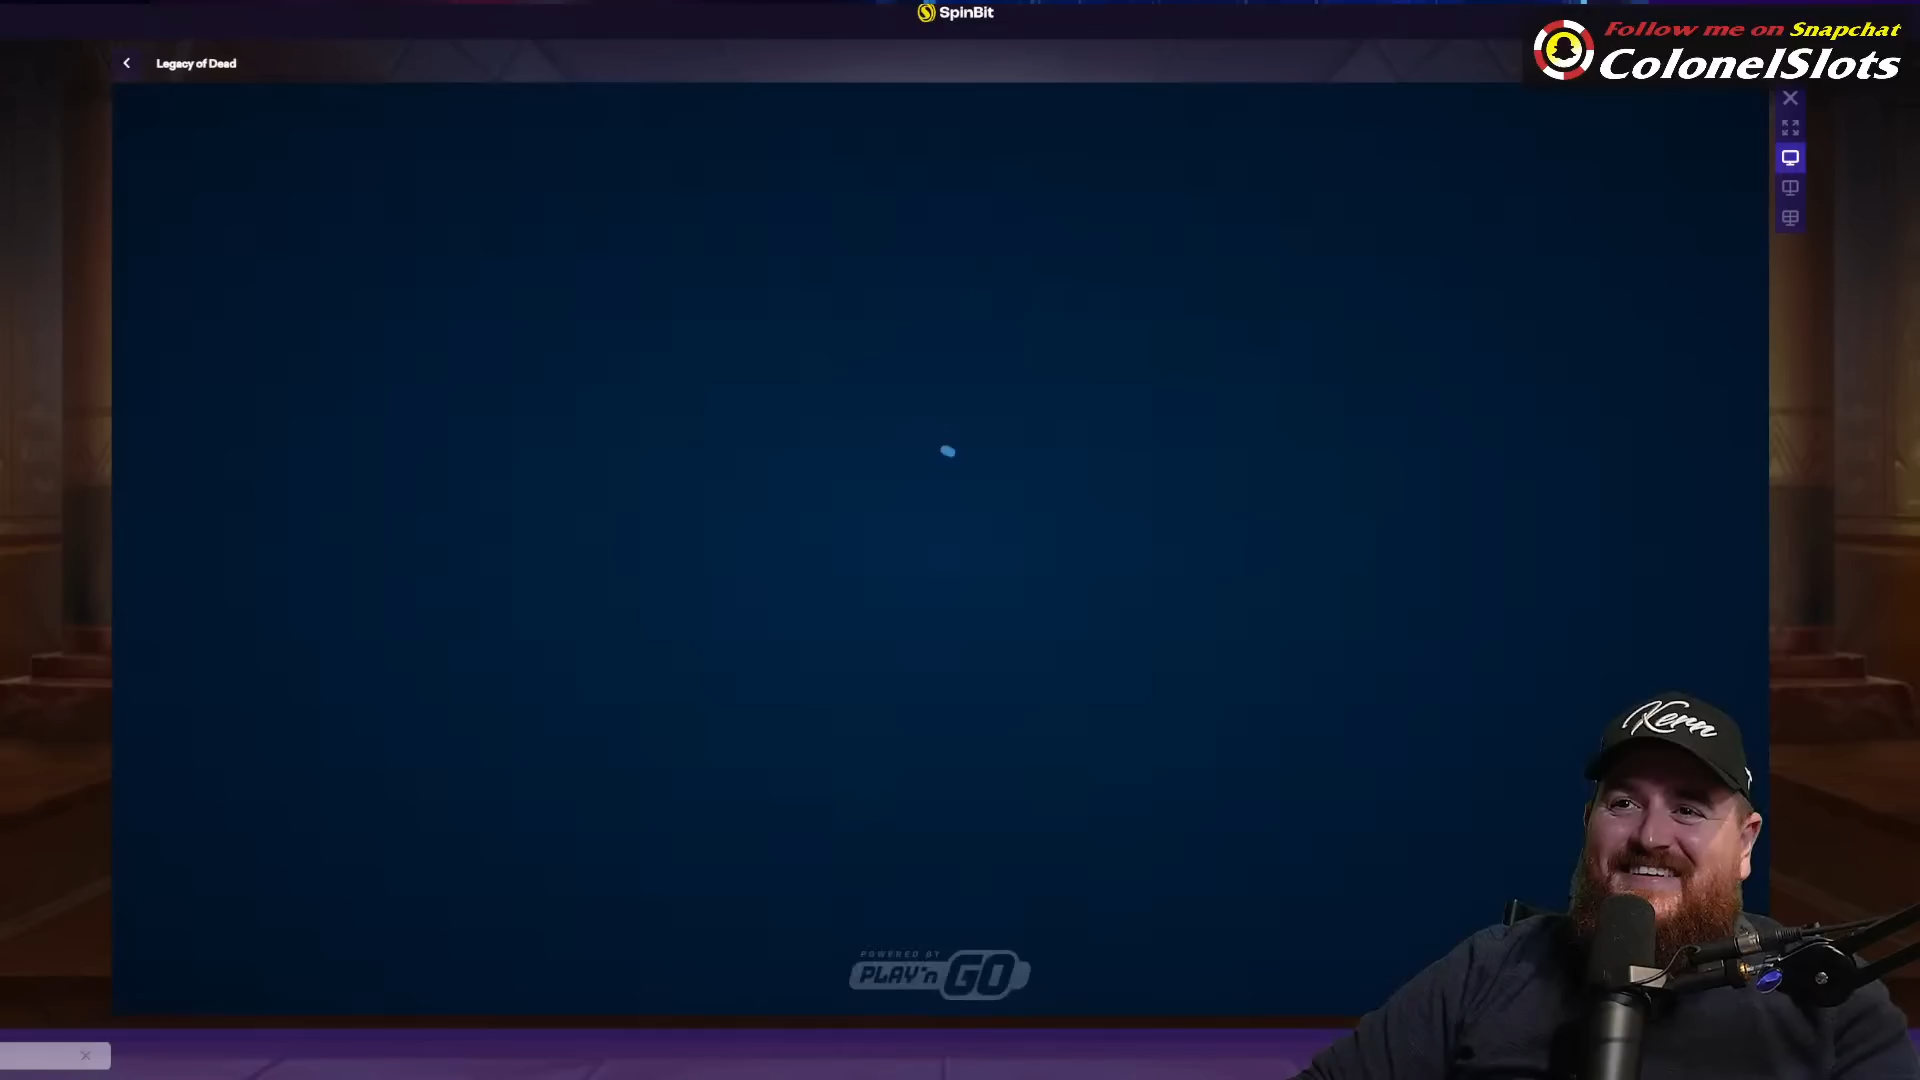 SpinBit
Follow me on Snapchat
ColonelSlots
Legacy of Dead
Kern
POWERED BY
PLAY'n GO